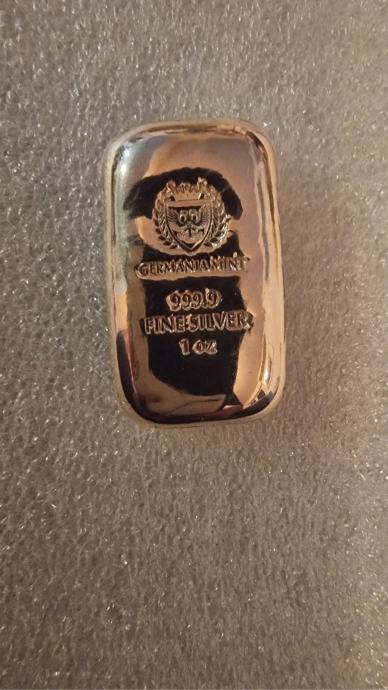 GERMANIA MINT
999.9
FINE SILVER
1 oz